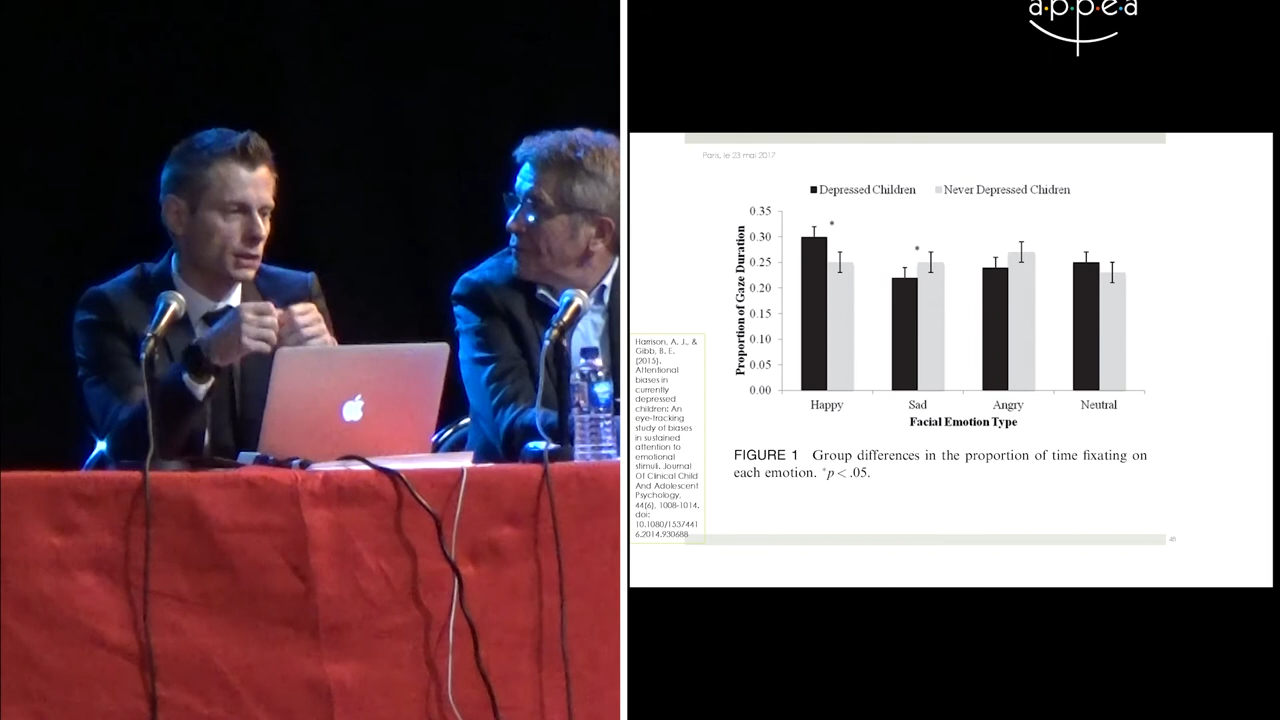 appea
Paris, le 23 mai 2017
Depressed Children
Never Depressed Chidren
0.35
0.30
0.25
0.20
0.15
0.10
0.05
0.00
Proportion of Gaze Duration
*
*
Happy
Sad
Angry
Neutral
Facial Emotion Type
FIGURE 1 Group differences in the proportion of time fixating on
each emotion. *p < .05.
Harrison, A. J., &
Gibb, B. E.
(2015).
Attentional
biases in
currently
depressed
children: An
eye-tracking
study of biases
in sustained
attention to
emotional
stimuli. Journal
Of Clinical Child
And Adolescent
Psychology,
44(6), 1008-1014.
doi:
10.1080/1537441
6.2014.930688